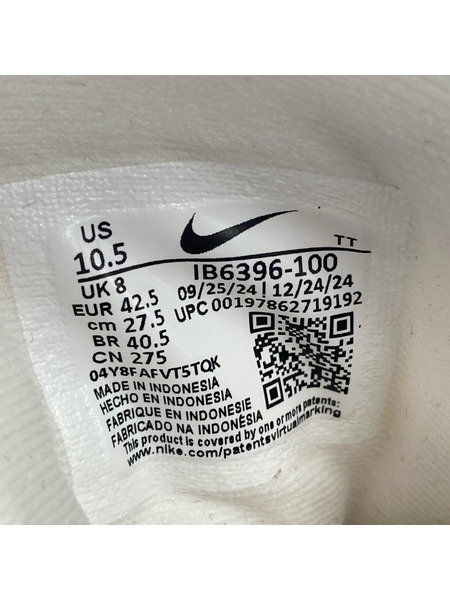 US
10.5
UK 8
EUR 42.5
cm 27.5
BR 40.5
CN 275
04Y8FAFVT5TQK
TT
IB6396-100
09/25/24 | 12/24/24
UPC 00197862719192
MADE IN INDONESIA
HECHO EN INDONESIA
FABRIQUE EN INDONESIE
FABRICADO NA INDONÉSIA
This product is covered by one or more patents:
www.nike.com/patentsvirtualmarking